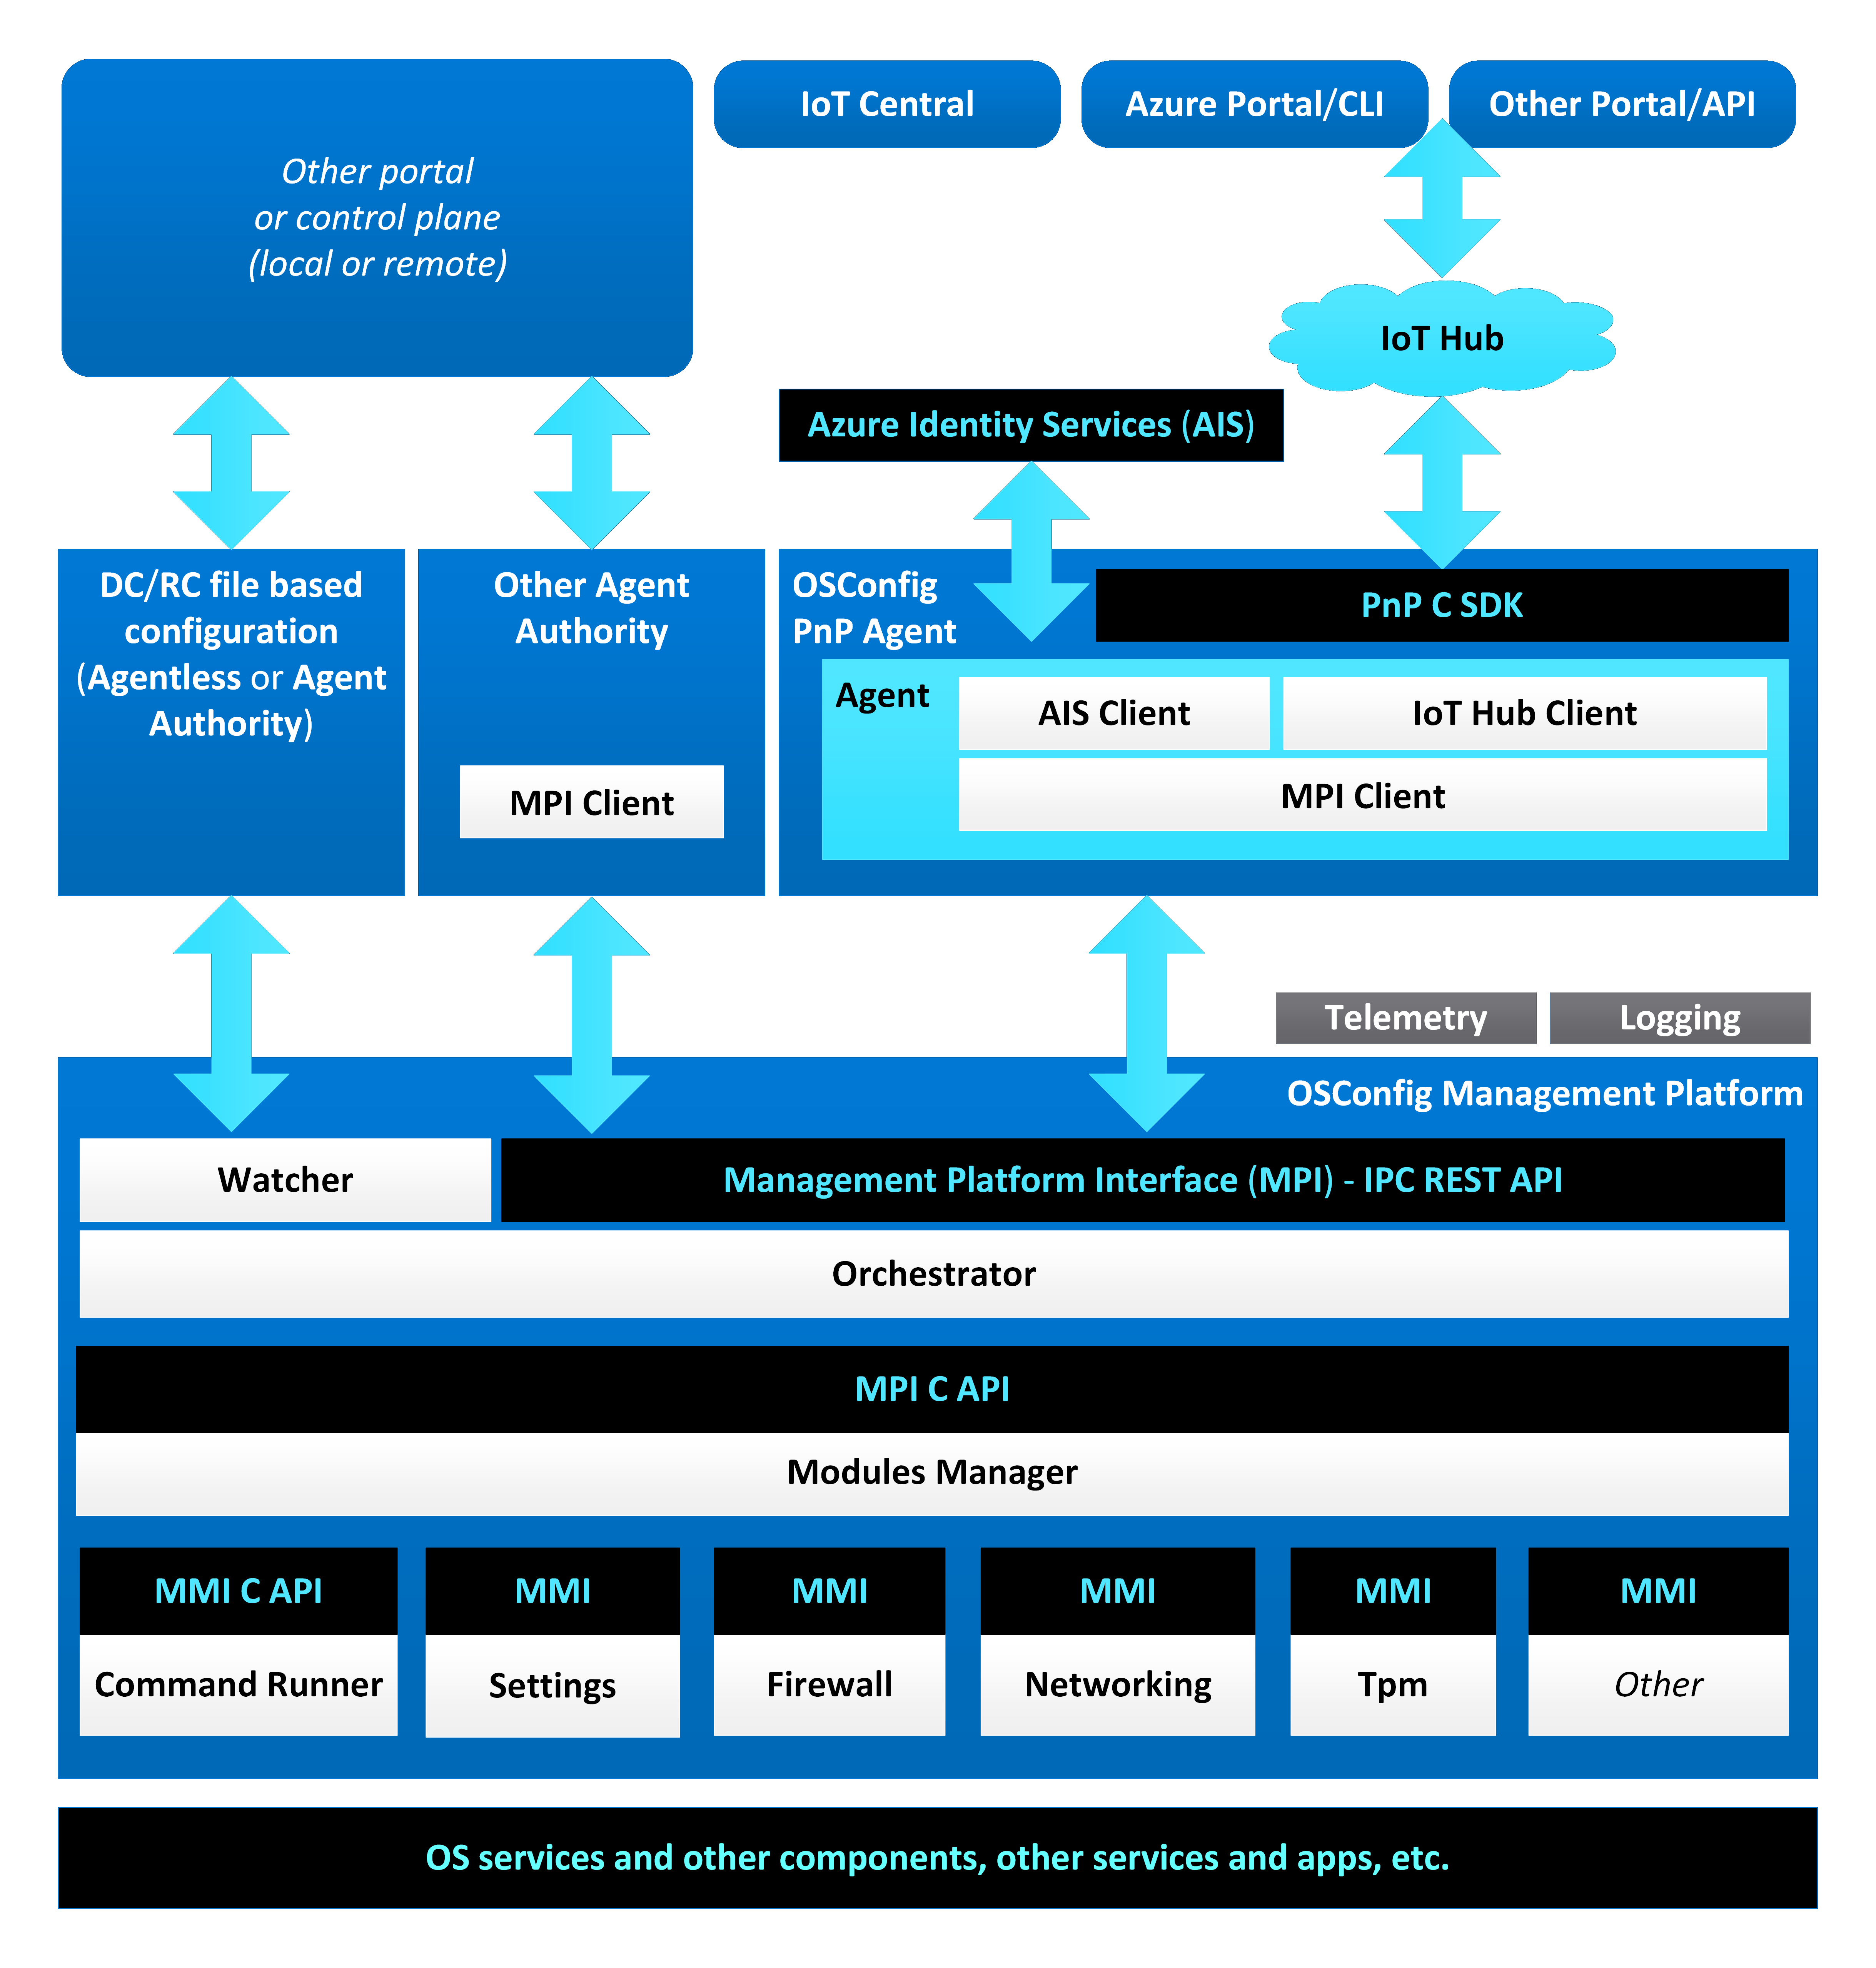 Other portal
or control plane
(local or remote)
IoT Central
Azure Portal/CLI
Other Portal/API
IoT Hub
Azure Identity Services (AIS)
DC/RC file based
configuration
(Agentless or Agent
Authority)
Other Agent
Authority
MPI Client
OSConfig
PnP Agent
PnP C SDK
Agent
AIS Client
IoT Hub Client
MPI Client
Telemetry
Logging
OSConfig Management Platform
Watcher
Management Platform Interface (MPI) - IPC REST API
Orchestrator
MPI C API
Modules Manager
MMI C API
MMI
MMI
MMI
MMI
MMI
Command Runner
Settings
Firewall
Networking
Tpm
Other
OS services and other components, other services and apps, etc.